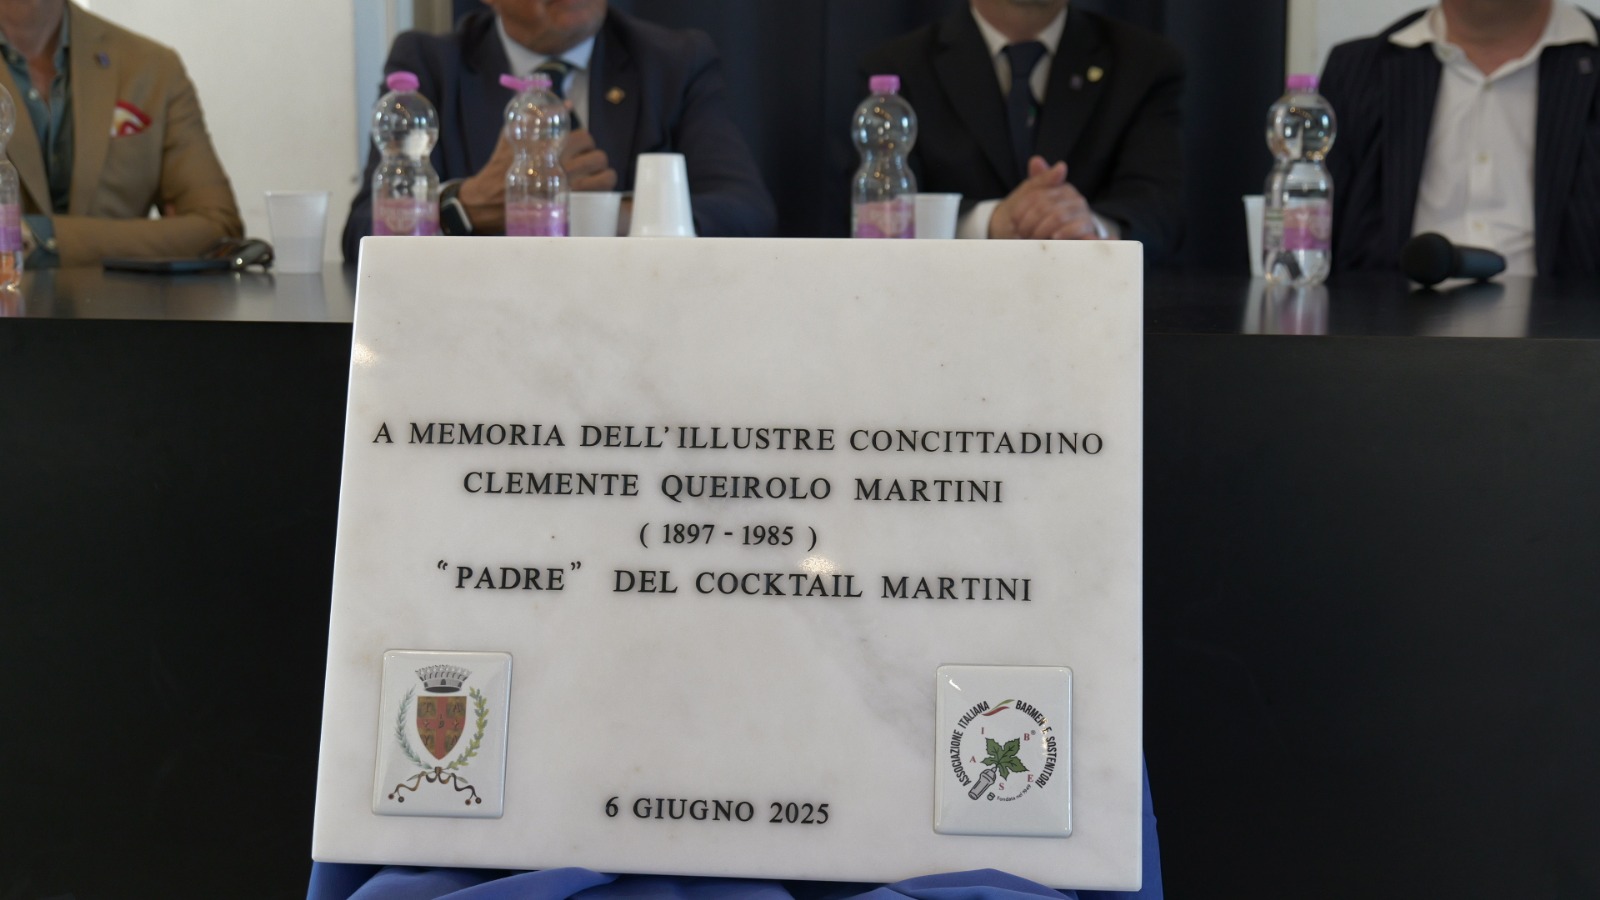 A MEMORIA DELL'ILLUSTRE CONCITTADINO
CLEMENTE QUEIROLO MARTINI
( 1897 - 1985 )
"PADRE" DEL COCKTAIL MARTINI
ASSOCIAZIONE ITALIANA BARMEN E SOSTENITORI
A I B® E S
6 GIUGNO 2025